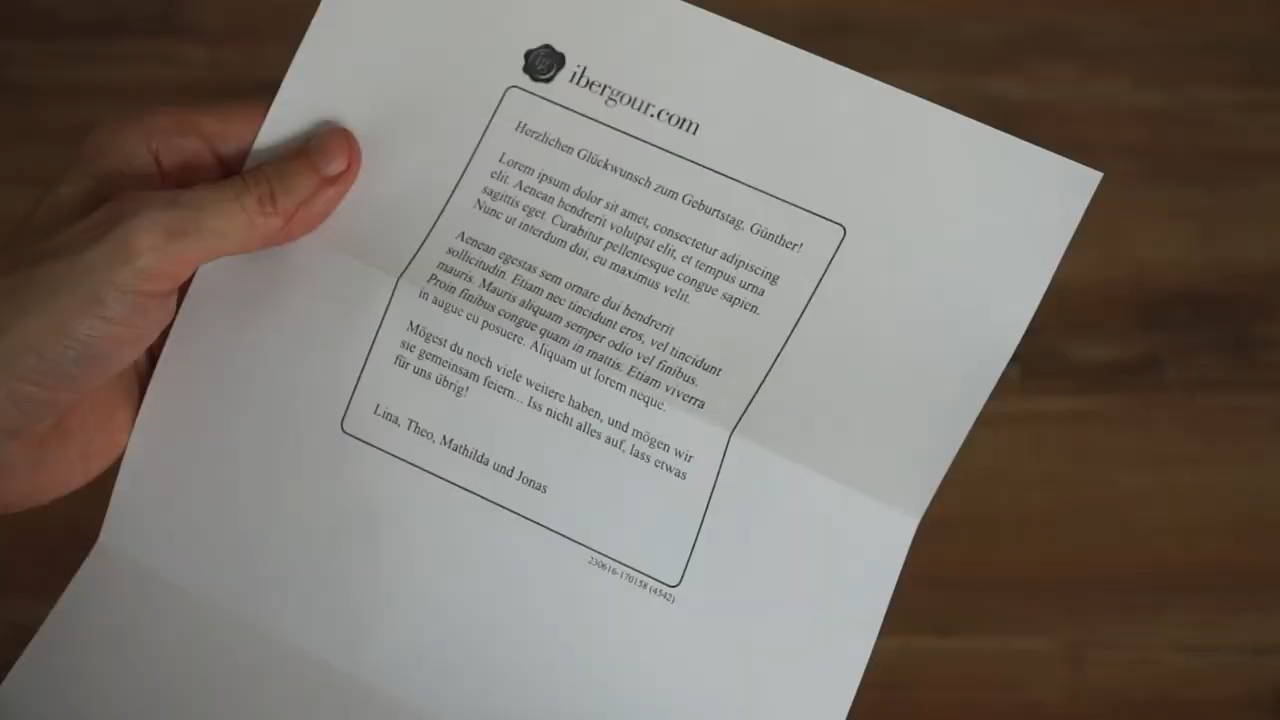 ig
ibergour.com
Herzlichen Glückwunsch zum Geburtstag, Günther!
Lorem ipsum dolor sit amet, consectetur adipiscing
elit. Aenean hendrerit volutpat elit, et tempus urna
sagittis eget. Curabitur pellentesque congue sapien.
Nunc ut interdum dui, eu maximus velit.
Aenean egestas sem ornare dui hendrerit
sollicitudin. Etiam nec tincidunt eros, vel tincidunt
mauris. Mauris aliquam semper odio vel finibus.
Proin finibus congue quam in mattis. Etiam viverra
in augue eu posuere. Aliquam ut lorem neque.
Mögest du noch viele weitere haben, und mögen wir
sie gemeinsam feiern... Iss nicht alles auf, lass etwas
für uns übrig!
Lina, Theo, Mathilda und Jonas
230616-170158 (4542)